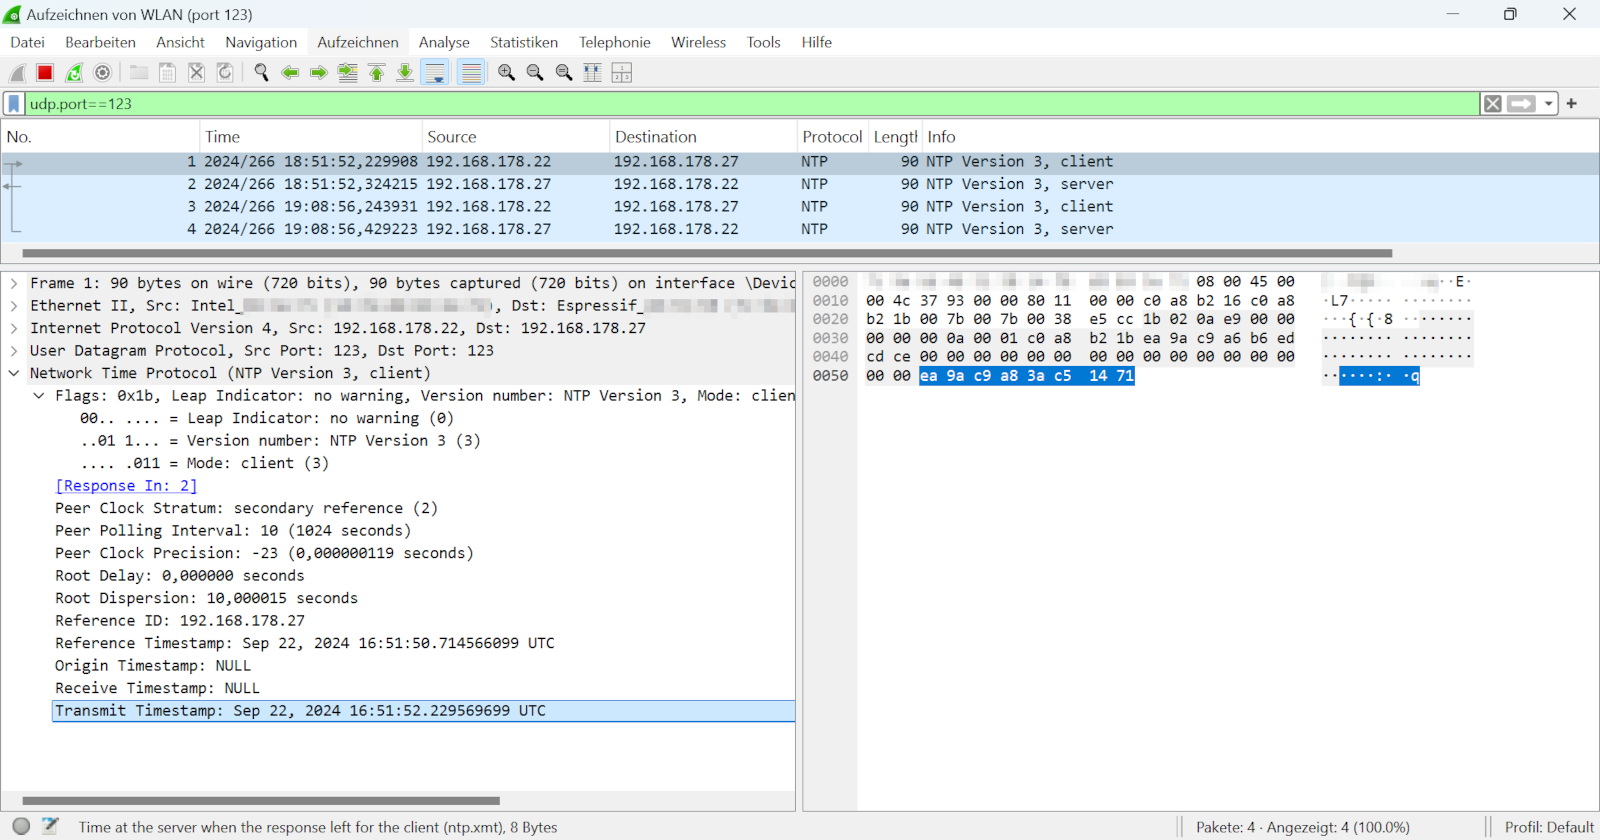 Aufzeichnen von WLAN (port 123)
Datei Bearbeiten Ansicht Navigation Aufzeichnen Analyse Statistiken Telephonie Wireless Tools Hilfe
udp.port==123
No. Time Source Destination Protocol Length Info
1 2024/266 18:51:52,229908 192.168.178.22 192.168.178.27 NTP 90 NTP Version 3, client
2 2024/266 18:51:52,324215 192.168.178.27 192.168.178.22 NTP 90 NTP Version 3, server
3 2024/266 19:08:56,243931 192.168.178.22 192.168.178.27 NTP 90 NTP Version 3, client
4 2024/266 19:08:56,429223 192.168.178.27 192.168.178.22 NTP 90 NTP Version 3, server
Frame 1: 90 bytes on wire (720 bits), 90 bytes captured (720 bits) on interface \Devic
Ethernet II, Src: Intel_ ), Dst: Espressif_
Internet Protocol Version 4, Src: 192.168.178.22, Dst: 192.168.178.27
User Datagram Protocol, Src Port: 123, Dst Port: 123
Network Time Protocol (NTP Version 3, client)
Flags: 0x1b, Leap Indicator: no warning, Version number: NTP Version 3, Mode: clien
00.. .... = Leap Indicator: no warning (0)
..01 1... = Version number: NTP Version 3 (3)
.... .011 = Mode: client (3)
[Response In: 2]
Peer Clock Stratum: secondary reference (2)
Peer Polling Interval: 10 (1024 seconds)
Peer Clock Precision: -23 (0,000000119 seconds)
Root Delay: 0,000000 seconds
Root Dispersion: 10,000015 seconds
Reference ID: 192.168.178.27
Reference Timestamp: Sep 22, 2024 16:51:50.714566099 UTC
Origin Timestamp: NULL
Receive Timestamp: NULL
Transmit Timestamp: Sep 22, 2024 16:51:52.229569699 UTC
0000 08 00 45 00 ··E·
0010 00 4c 37 93 00 00 80 11 00 00 c0 a8 b2 16 c0 a8 ·L7····· ········
0020 b2 1b 00 7b 00 7b 00 38 e5 cc 1b 02 0a e9 00 00 ···{·{·8 ········
0030 00 00 00 0a 00 01 c0 a8 b2 1b ea 9a c9 a6 b6 ed ········ ········
0040 cd ce 00 00 00 00 00 00 00 00 00 00 00 00 00 00 ········ ········
0050 00 00 ea 9a c9 a8 3a c5 14 71 ······:· ·q
Time at the server when the response left for the client (ntp.xmt), 8 Bytes
Pakete: 4 · Angezeigt: 4 (100.0%)
Profil: Default